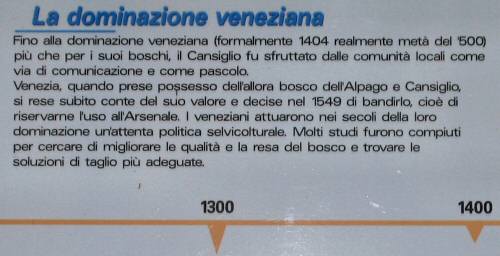 La dominazione veneziana
Fino alla dominazione veneziana (formalmente 1404 realmente metà del '500)
più che per i suoi boschi, il Cansiglio fu sfruttato dalle comunità locali come
via di comunicazione e come pascolo.
Venezia, quando prese possesso dell'allora bosco dell'Alpago e Cansiglio,
si rese subito conte del suo valore e decise nel 1549 di bandirlo, cioè di
riservarne l'uso all'Arsenale. I veneziani attuarono nei secoli della loro
dominazione un'attenta politica selvicolturale. Molti studi furono compiuti
per cercare di migliorare le qualità e la resa del bosco e trovare le
soluzioni di taglio più adeguate.
1300 1400